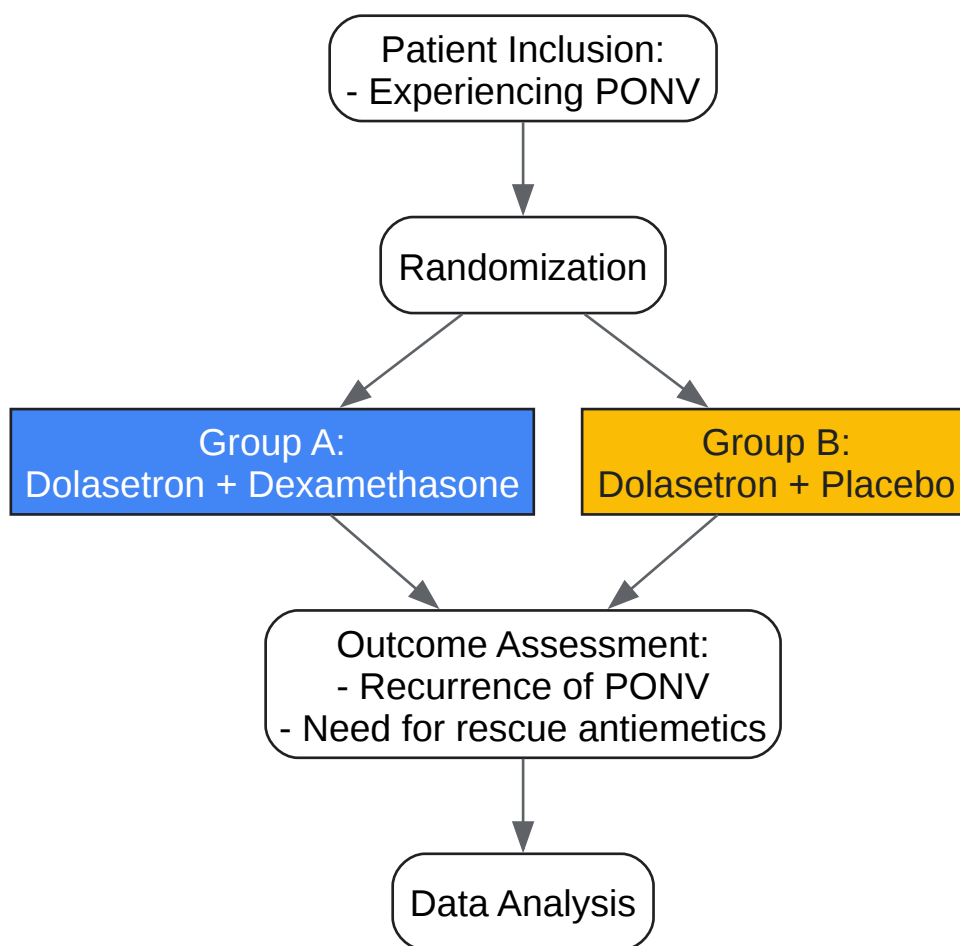 Patient Inclusion:
- Experiencing PONV
Randomization
Group A:
Dolasetron + Dexamethasone
Group B:
Dolasetron + Placebo
Outcome Assessment:
- Recurrence of PONV
- Need for rescue antiemetics
Data Analysis